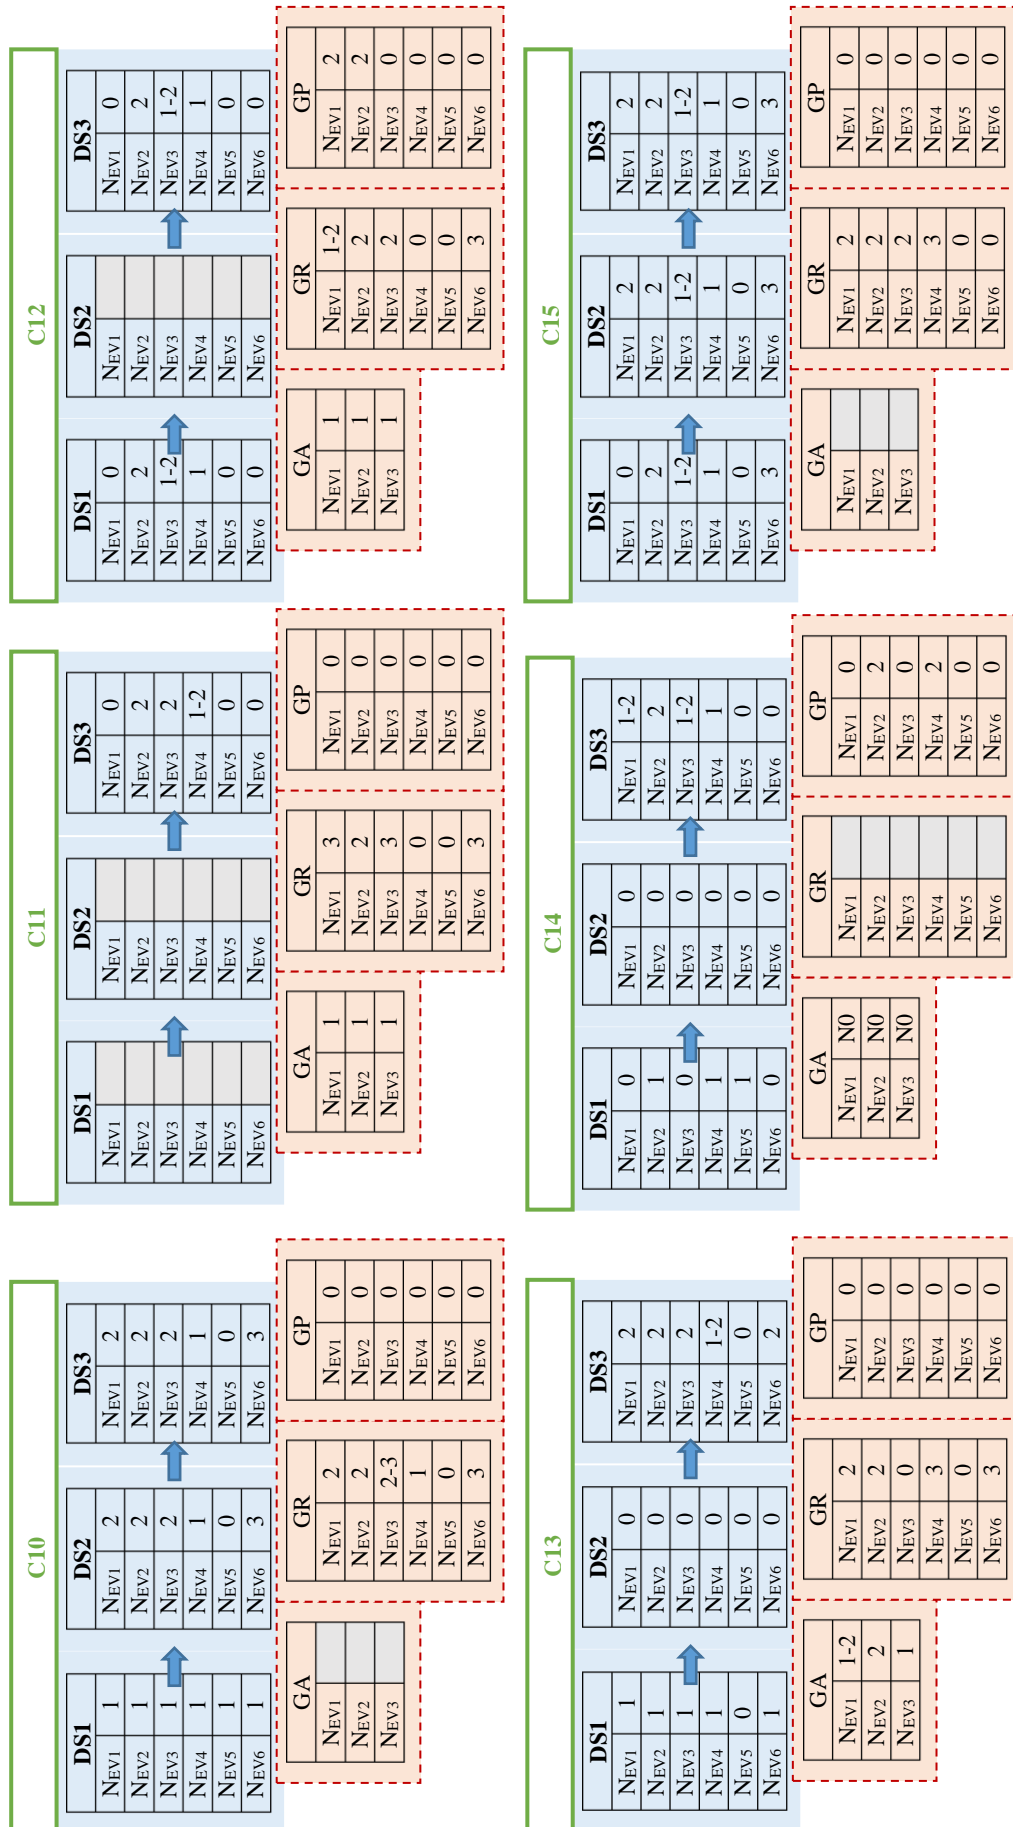 C10
DS1
NEV1 1
NEV2 1
NEV3 1
NEV4 1
NEV5 1
NEV6 1
DS2
NEV1 2
NEV2 2
NEV3 2
NEV4 1
NEV5 0
NEV6 3
DS3
NEV1 2
NEV2 2
NEV3 2
NEV4 1
NEV5 0
NEV6 3
GA
NEV1
NEV2
NEV3
GR
NEV1 2
NEV2 2
NEV3 2-3
NEV4 1
NEV5 0
NEV6 3
GP
NEV1 0
NEV2 0
NEV3 0
NEV4 0
NEV5 0
NEV6 0
C11
DS1
NEV1
NEV2
NEV3
NEV4
NEV5
NEV6
DS2
NEV1
NEV2
NEV3
NEV4
NEV5
NEV6
DS3
NEV1 0
NEV2 2
NEV3 2
NEV4 1-2
NEV5 0
NEV6 0
GA
NEV1 1
NEV2 1
NEV3 1
GR
NEV1 3
NEV2 2
NEV3 3
NEV4 0
NEV5 0
NEV6 3
GP
NEV1 0
NEV2 0
NEV3 0
NEV4 0
NEV5 0
NEV6 0
C12
DS1
NEV1 0
NEV2 2
NEV3 1-2
NEV4 1
NEV5 0
NEV6 0
DS2
NEV1
NEV2
NEV3
NEV4
NEV5
NEV6
DS3
NEV1 0
NEV2 2
NEV3 1-2
NEV4 1
NEV5 0
NEV6 0
GA
NEV1 1
NEV2 1
NEV3 1
GR
NEV1 1-2
NEV2 2
NEV3 2
NEV4 0
NEV5 0
NEV6 3
GP
NEV1 2
NEV2 2
NEV3 0
NEV4 0
NEV5 0
NEV6 0
C13
DS1
NEV1 1
NEV2 1
NEV3 1
NEV4 1
NEV5 0
NEV6 1
DS2
NEV1 0
NEV2 0
NEV3 0
NEV4 0
NEV5 0
NEV6 0
DS3
NEV1 2
NEV2 2
NEV3 2
NEV4 1-2
NEV5 0
NEV6 2
GA
NEV1 1-2
NEV2 2
NEV3 1
GR
NEV1 2
NEV2 2
NEV3 0
NEV4 3
NEV5 0
NEV6 3
GP
NEV1 0
NEV2 0
NEV3 0
NEV4 0
NEV5 0
NEV6 0
C14
DS1
NEV1 0
NEV2 1
NEV3 0
NEV4 1
NEV5 1
NEV6 0
DS2
NEV1 0
NEV2 0
NEV3 0
NEV4 0
NEV5 0
NEV6 0
DS3
NEV1 1-2
NEV2 2
NEV3 1-2
NEV4 1
NEV5 0
NEV6 0
GA
NEV1 N0
NEV2 N0
NEV3 N0
GR
NEV1
NEV2
NEV3
NEV4
NEV5
NEV6
GP
NEV1 0
NEV2 2
NEV3 0
NEV4 2
NEV5 0
NEV6 0
C15
DS1
NEV1 0
NEV2 2
NEV3 1-2
NEV4 1
NEV5 0
NEV6 3
DS2
NEV1 2
NEV2 2
NEV3 1-2
NEV4 1
NEV5 0
NEV6 3
DS3
NEV1 2
NEV2 2
NEV3 1-2
NEV4 1
NEV5 0
NEV6 3
GA
NEV1
NEV2
NEV3
GR
NEV1 2
NEV2 2
NEV3 2
NEV4 3
NEV5 0
NEV6 0
GP
NEV1 0
NEV2 0
NEV3 0
NEV4 0
NEV5 0
NEV6 0